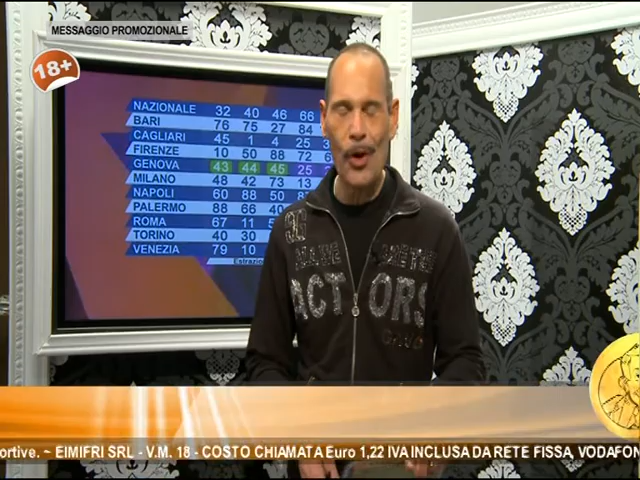 MESSAGGIO PROMOZIONALE
18+
NAZIONALE 32 40 46 66
BARI 76 75 27 84
CAGLIARI 45 1 4 25
FIRENZE 10 50 88 72
GENOVA 43 44 45 25
MILANO 48 42 73 13
NAPOLI 60 88 50
PALERMO 88 66 40
ROMA 67 11
TORINO 40 30
VENEZIA 79 10
ACTORS
ortive. ~ EIMIFRI SRL - V.M. 18 - COSTO CHIAMATA Euro 1,22 IVA INCLUSA DA RETE FISSA, VODAFON